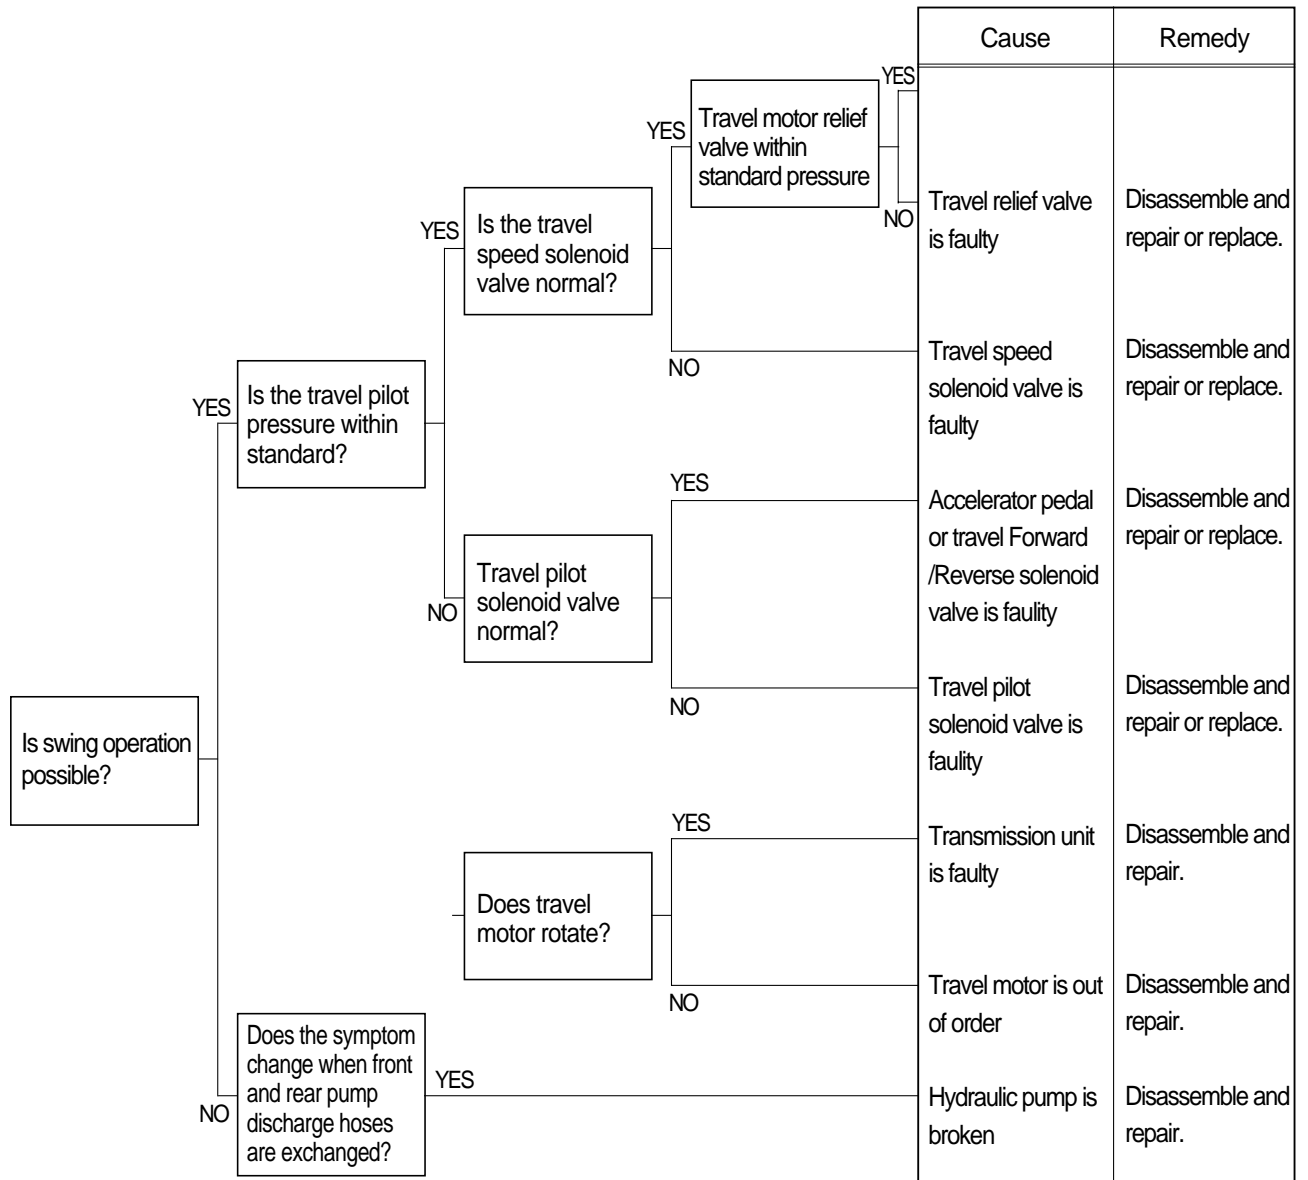 Cause
Remedy
YES
Travel motor relief
valve within
standard pressure
YES
NO
Travel relief valve
is faulty
Disassemble and
repair or replace.
Is the travel
speed solenoid
valve normal?
YES
NO
Travel speed
solenoid valve is
faulty
Disassemble and
repair or replace.
Is the travel pilot
pressure within
standard?
YES
YES
Accelerator pedal
or travel Forward
/Reverse solenoid
valve is faulity
Disassemble and
repair or replace.
Travel pilot
solenoid valve
normal?
NO
NO
Travel pilot
solenoid valve is
faulity
Disassemble and
repair or replace.
Is swing operation
possible?
YES
Transmission unit
is faulty
Disassemble and
repair.
Does travel
motor rotate?
NO
Travel motor is out
of order
Disassemble and
repair.
Does the symptom
change when front
and rear pump
discharge hoses
are exchanged?
NO
YES
Hydraulic pump is
broken
Disassemble and
repair.